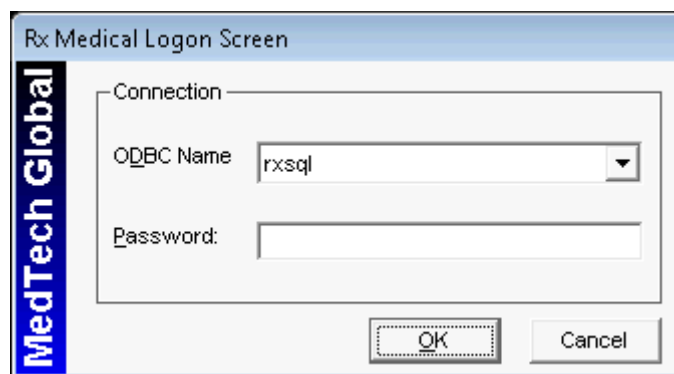 Rx Medical Logon Screen
MedTech Global
Connection
ODBC Name
rxsql
Password:
OK
Cancel